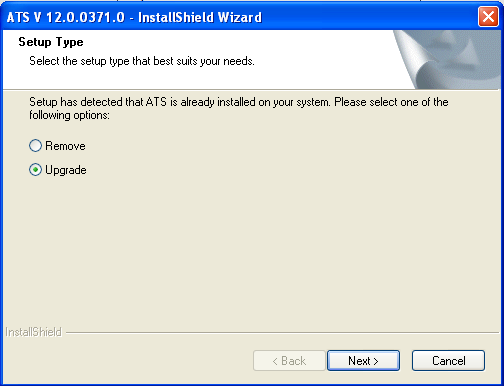 ATS V 12.0.0371.0 - InstallShield Wizard
Setup Type
Select the setup type that best suits your needs.
Setup has detected that ATS is already installed on your system. Please select one of the
following options:
Remove
Upgrade
InstallShield
< Back
Next >
Cancel